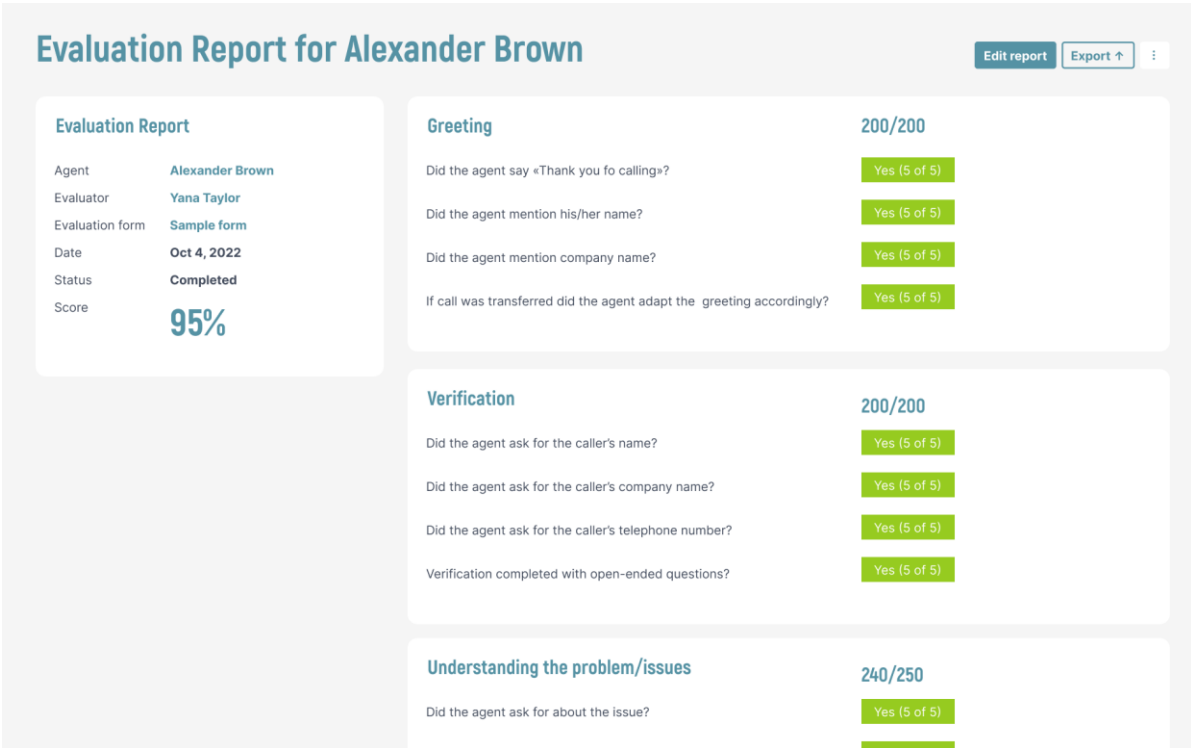 Evaluation Report for Alexander Brown
Edit report
Export ↑
Evaluation Report
Agent Alexander Brown
Evaluator Yana Taylor
Evaluation form Sample form
Date Oct 4, 2022
Status Completed
Score 95%
Greeting 200/200
Did the agent say «Thank you fo calling»? Yes (5 of 5)
Did the agent mention his/her name? Yes (5 of 5)
Did the agent mention company name? Yes (5 of 5)
If call was transferred did the agent adapt the greeting accordingly? Yes (5 of 5)
Verification 200/200
Did the agent ask for the caller's name? Yes (5 of 5)
Did the agent ask for the caller's company name? Yes (5 of 5)
Did the agent ask for the caller's telephone number? Yes (5 of 5)
Verification completed with open-ended questions? Yes (5 of 5)
Understanding the problem/issues 240/250
Did the agent ask for about the issue? Yes (5 of 5)